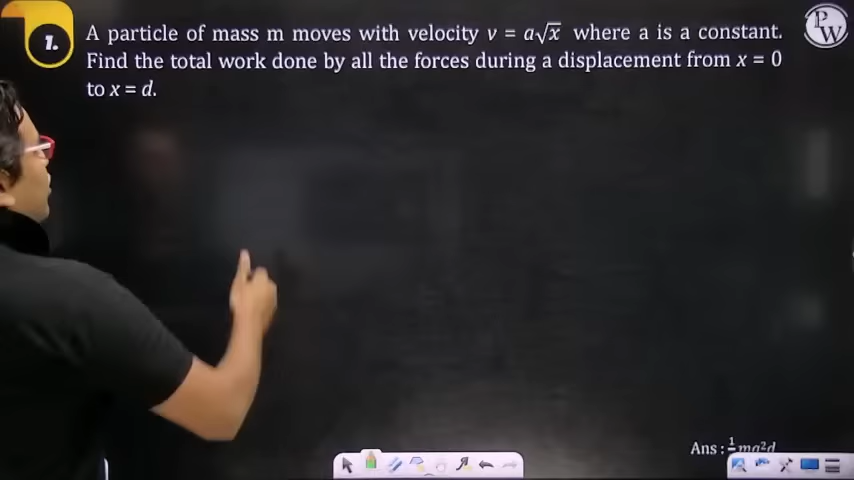 1.
A particle of mass m moves with velocity v = a√x where a is a constant.
Find the total work done by all the forces during a displacement from x = 0
to x = d.
PW
Ans : ½ma²d